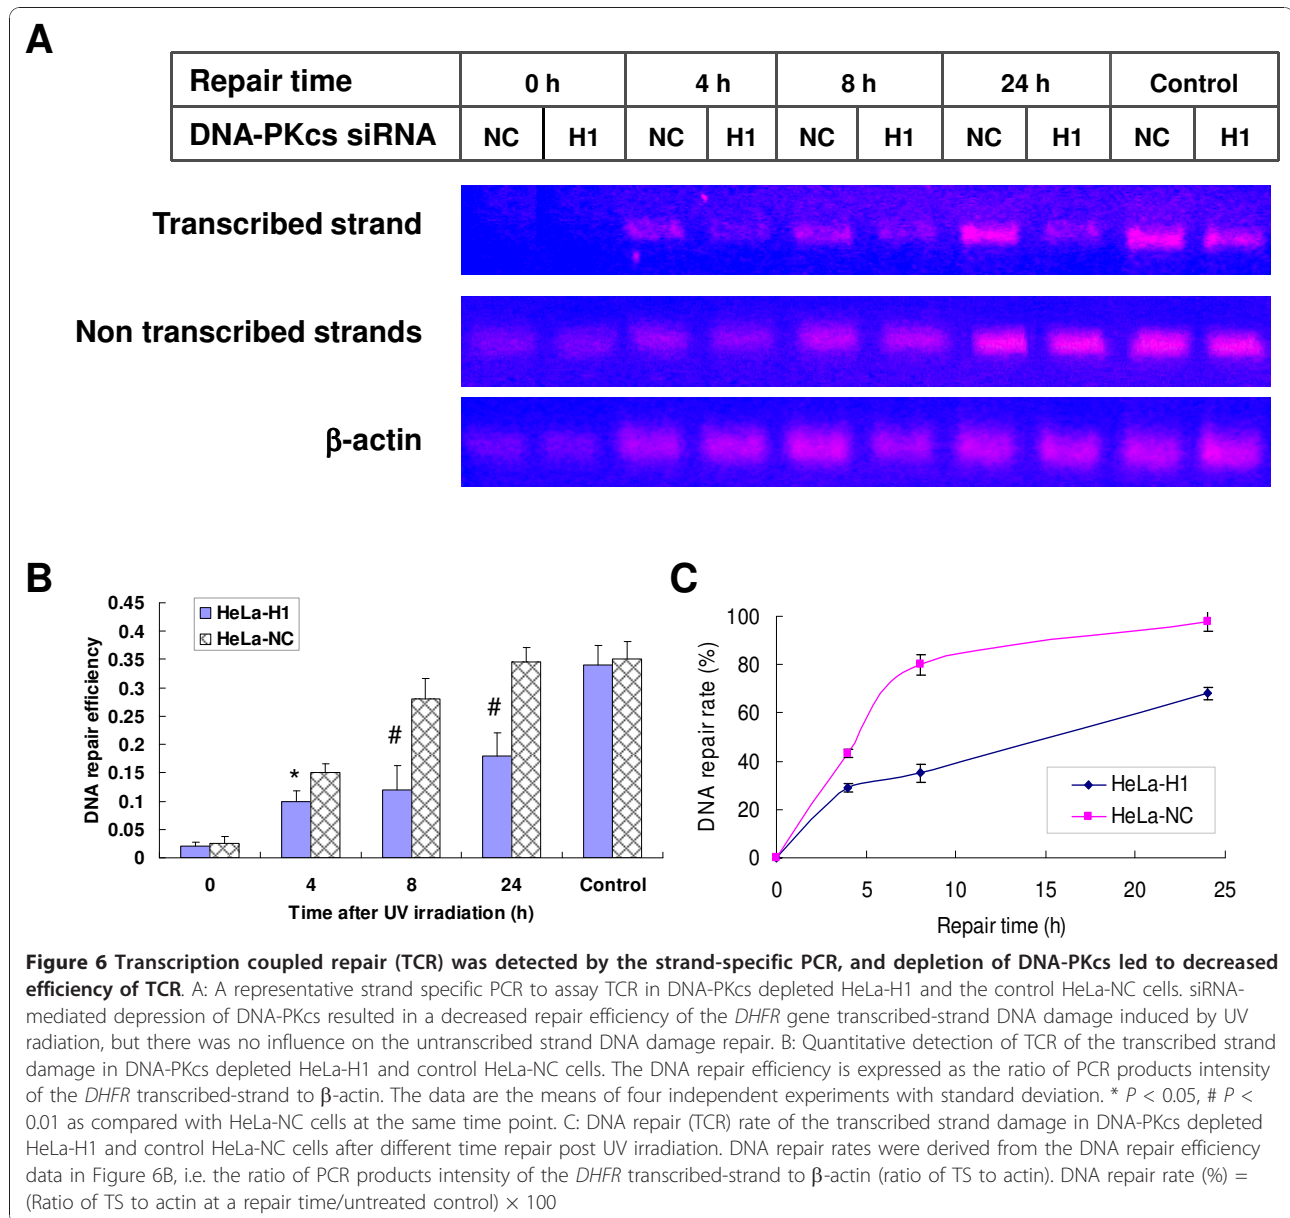 A
Repair time 0 h 4 h 8 h 24 h Control
DNA-PKcs siRNA NC H1 NC H1 NC H1 NC H1 NC H1
Transcribed strand
Non transcribed strands
β-actin
B
DNA repair efficiency
0.45
0.4
0.35
0.3
0.25
0.2
0.15
0.1
0.05
0
HeLa-H1
HeLa-NC
* # #
0 4 8 24 Control
Time after UV irradiation (h)
C
DNA repair rate (%)
100
80
60
40
20
0
HeLa-H1
HeLa-NC
0 5 10 15 20 25
Repair time (h)
Figure 6 Transcription coupled repair (TCR) was detected by the strand-specific PCR, and depletion of DNA-PKcs led to decreased
efficiency of TCR. A: A representative strand specific PCR to assay TCR in DNA-PKcs depleted HeLa-H1 and the control HeLa-NC cells. siRNA-
mediated depression of DNA-PKcs resulted in a decreased repair efficiency of the DHFR gene transcribed-strand DNA damage induced by UV
radiation, but there was no influence on the untranscribed strand DNA damage repair. B: Quantitative detection of TCR of the transcribed strand
damage in DNA-PKcs depleted HeLa-H1 and control HeLa-NC cells. The DNA repair efficiency is expressed as the ratio of PCR products intensity
of the DHFR transcribed-strand to β-actin. The data are the means of four independent experiments with standard deviation. * P < 0.05, # P <
0.01 as compared with HeLa-NC cells at the same time point. C: DNA repair (TCR) rate of the transcribed strand damage in DNA-PKcs depleted
HeLa-H1 and control HeLa-NC cells after different time repair post UV irradiation. DNA repair rates were derived from the DNA repair efficiency
data in Figure 6B, i.e. the ratio of PCR products intensity of the DHFR transcribed-strand to β-actin (ratio of TS to actin). DNA repair rate (%) =
(Ratio of TS to actin at a repair time/untreated control) × 100